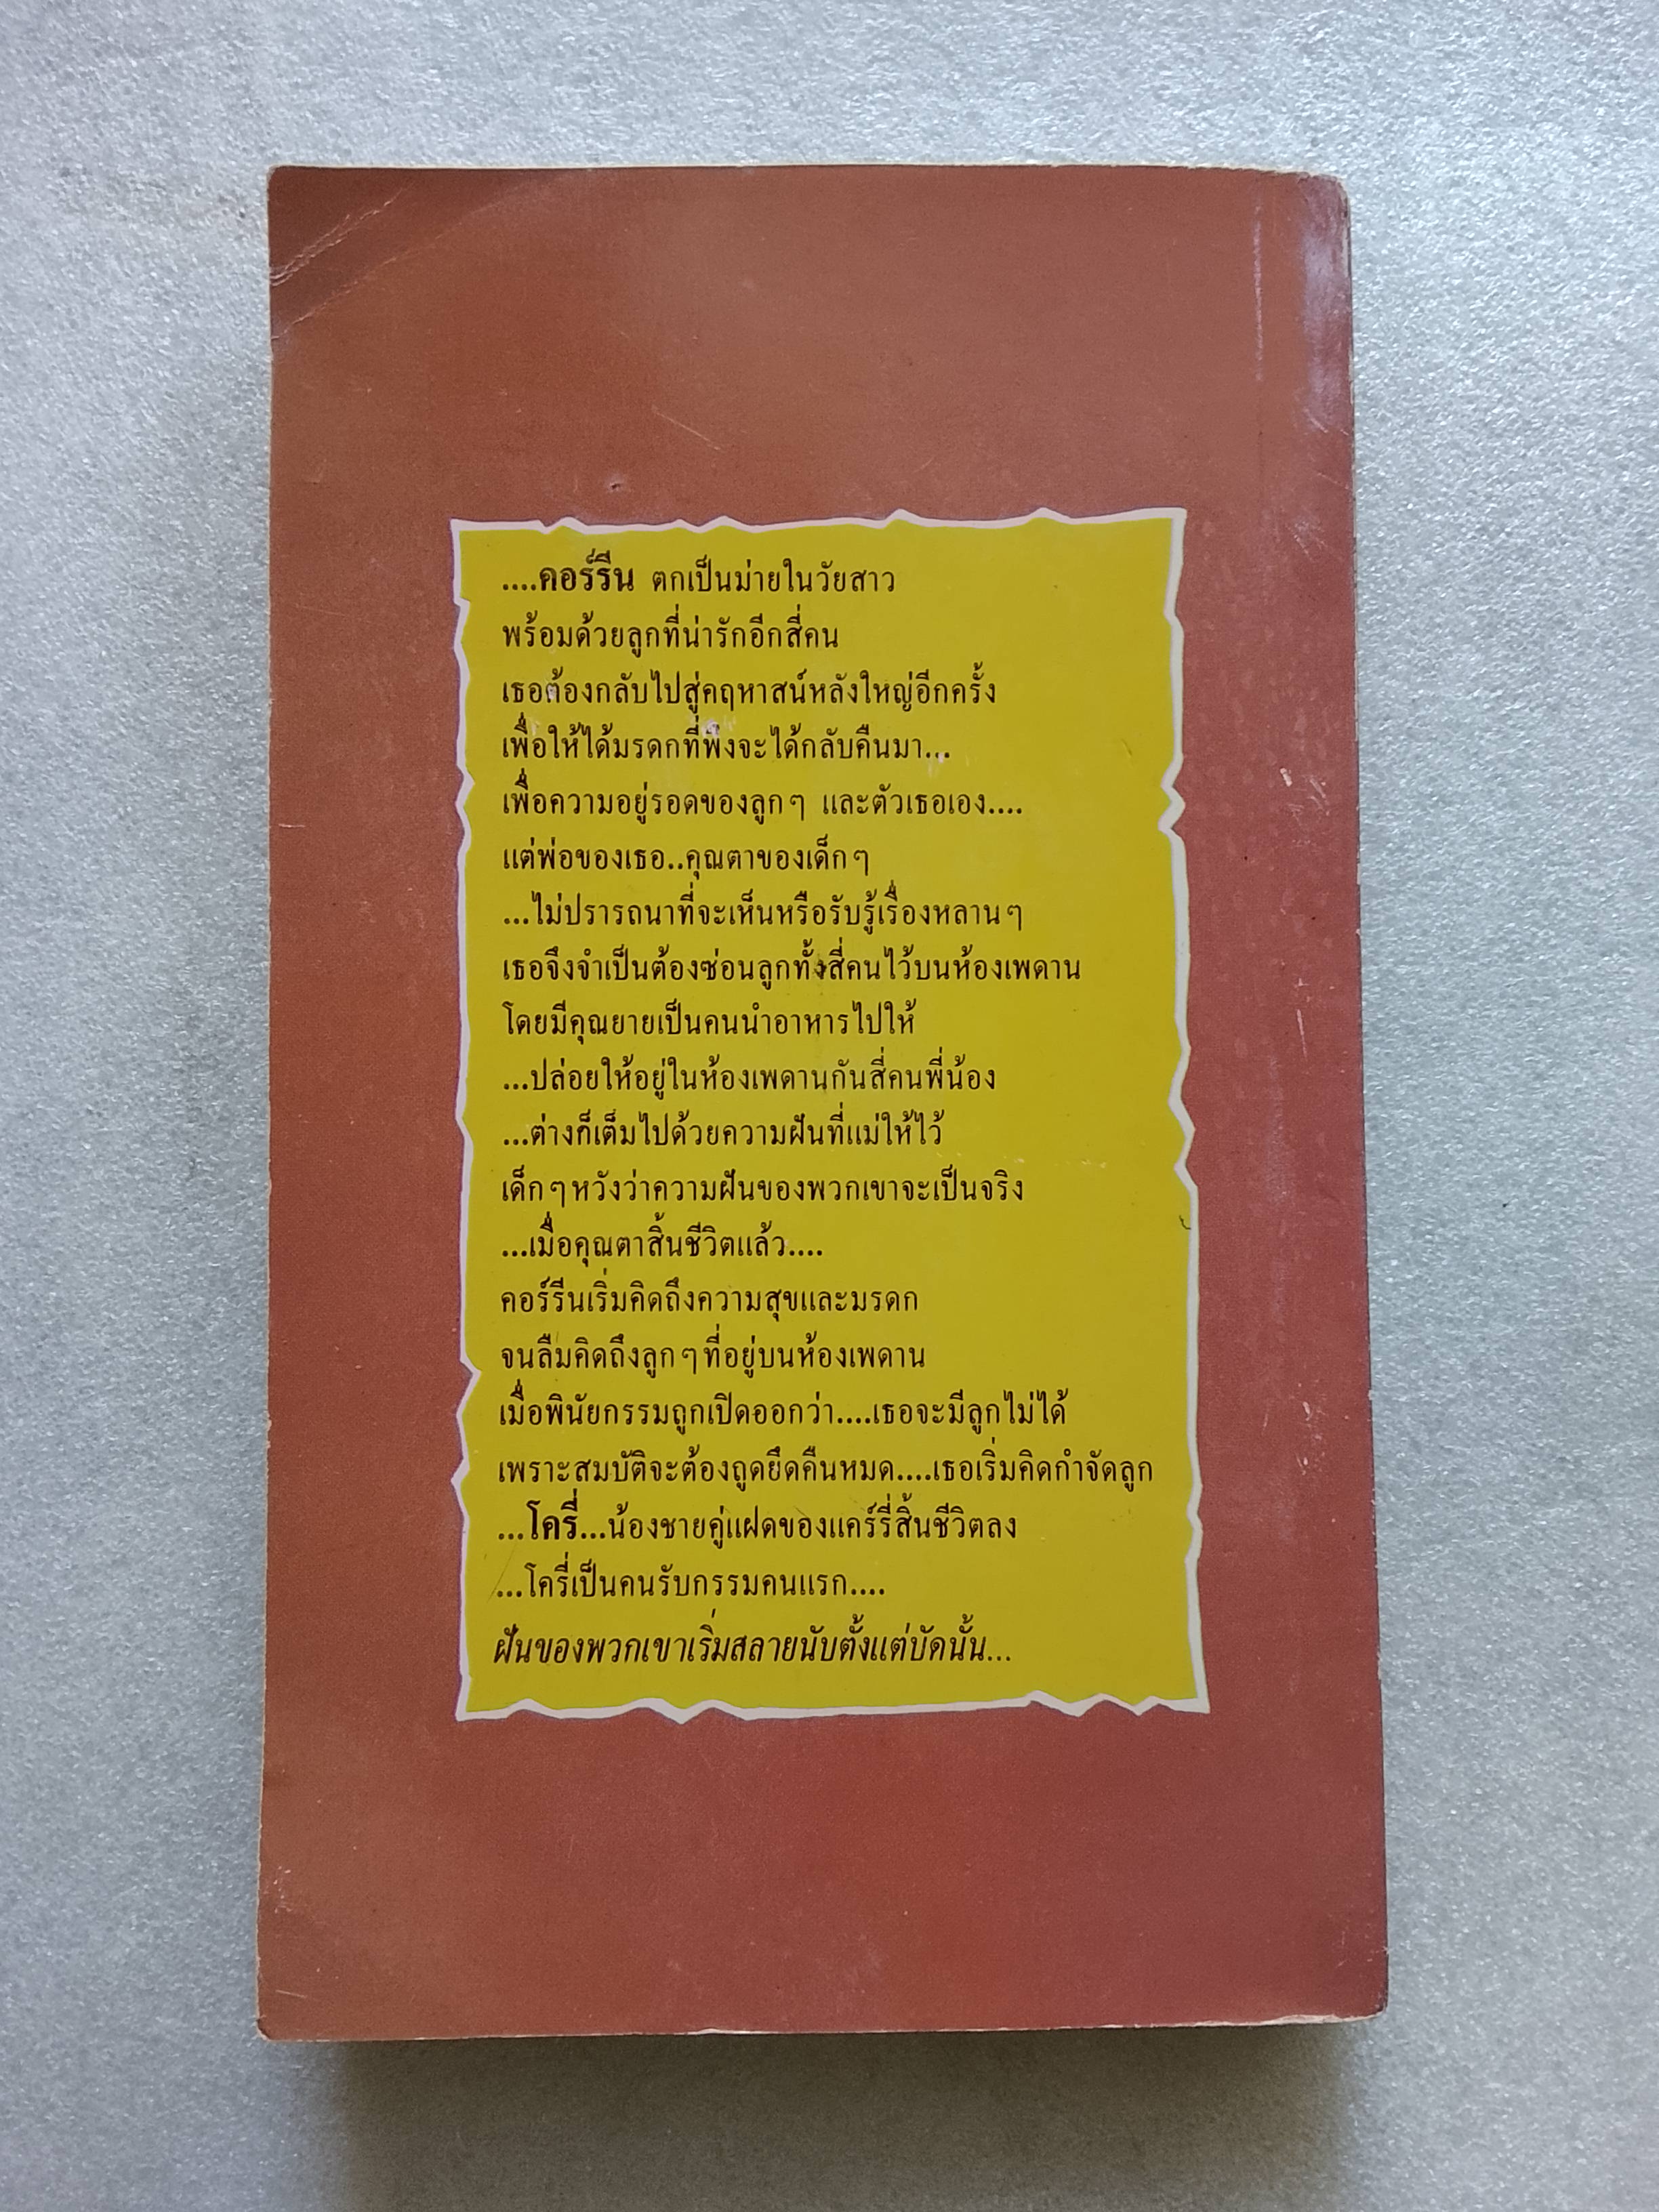 ....คอร์รีน ตกเป็นม่ายในวัยสาว
พร้อมด้วยลูกที่น่ารักอีกสี่คน
เธอต้องกลับไปสู่คฤหาสน์หลังใหญ่อีกครั้ง
เพื่อให้ได้มรดกที่พึงจะได้กลับคืนมา...
เพื่อความอยู่รอดของลูกๆ และตัวเธอเอง....
แต่พ่อของเธอ..คุณตาของเด็กๆ
...ไม่ปรารถนาที่จะเห็นหรือรับรู้เรื่องหลานๆ
เธอจึงจำเป็นต้องซ่อนลูกทั้งสี่คนไว้บนห้องเพดาน
โดยมีคุณยายเป็นคนนำอาหารไปให้
...ปล่อยให้อยู่ในห้องเพดานกันสี่คนพี่น้อง
...ต่างก็เต็มไปด้วยความฝันที่แม่ให้ไว้
เด็กๆหวังว่าความฝันของพวกเขาจะเป็นจริง
...เมื่อคุณตาสิ้นชีวิตแล้ว....
คอร์รีนเริ่มคิดถึงความสุขและมรดก
จนลืมคิดถึงลูกๆที่อยู่บนห้องเพดาน
เมื่อพินัยกรรมถูกเปิดออกว่า....เธอจะมีลูกไม่ได้
เพราะสมบัติจะต้องถูดยึดคืนหมด....เธอเริ่มคิดกำจัดลูก
...โครี่...น้องชายคู่แฝดของแคร์รี่สิ้นชีวิตลง
...โครี่เป็นคนรับกรรมคนแรก....
ฝันของพวกเขาเริ่มสลายนับตั้งแต่บัดนั้น...